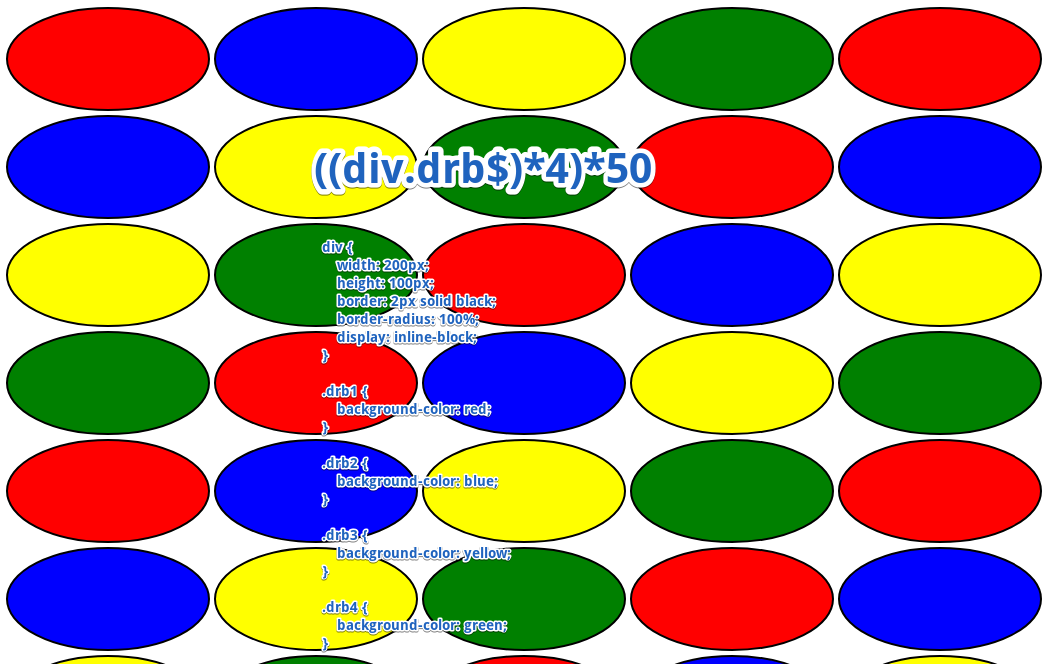 ((div.drb$)*4)*50
div {
width: 200px;
height: 100px;
border: 2px solid black;
border-radius: 100%;
display: inline-block;
}
.drb1 {
background-color: red;
}
.drb2 {
background-color: blue;
}
.drb3 {
background-color: yellow;
}
.drb4 {
background-color: green;
}